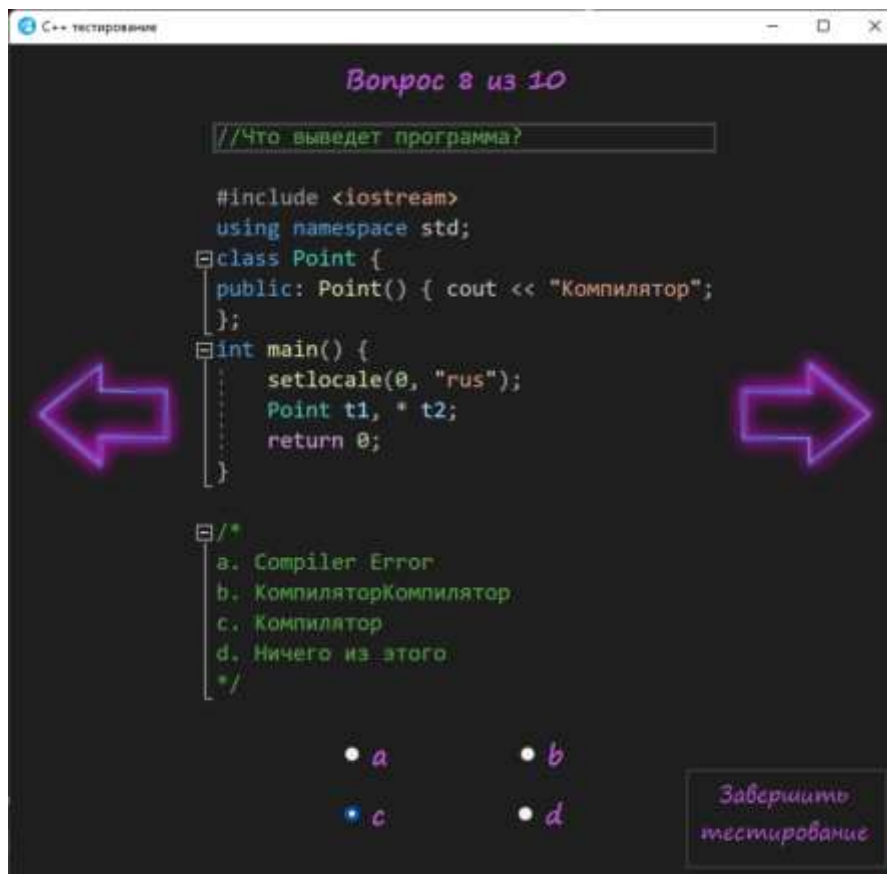 C++ тестирование
Вопрос 8 из 10
//Что выведет программа?
#include <iostream>
using namespace std;
class Point {
public: Point() { cout << "Компилятор";
};
int main() {
setlocale(0, "rus");
Point t1, * t2;
return 0;
}
/*
a. Compiler Error
b. КомпиляторКомпилятор
c. Компилятор
d. Ничего из этого
*/
a b
c d
Завершить
тестирование